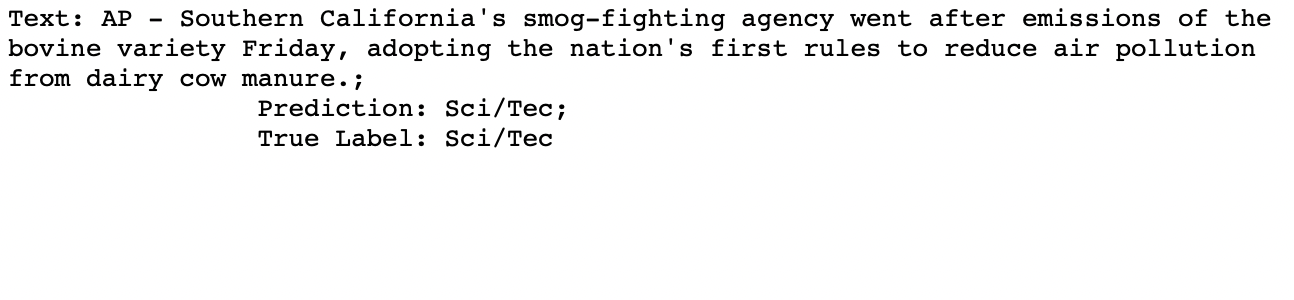 Text: AP - Southern California's smog-fighting agency went after emissions of the
bovine variety Friday, adopting the nation's first rules to reduce air pollution
from dairy cow manure.;
Prediction: Sci/Tec;
True Label: Sci/Tec